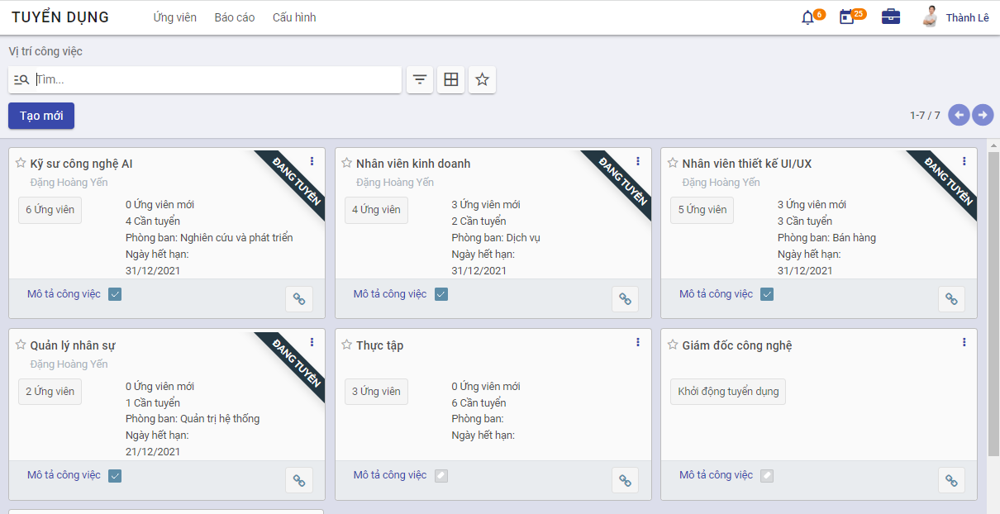 TUYỂN DỤNG Ứng viên Báo cáo Cấu hình 6 25 Thành Lê
Vị trí công việc
Tìm...
Tạo mới 1-7 / 7
Kỹ sư công nghệ AI
Đặng Hoàng Yến
ĐANG TUYỂN
6 Ứng viên
0 Ứng viên mới
4 Cần tuyển
Phòng ban: Nghiên cứu và phát triển
Ngày hết hạn:
31/12/2021
Mô tả công việc
Nhân viên kinh doanh
Đặng Hoàng Yến
ĐANG TUYỂN
4 Ứng viên
3 Ứng viên mới
2 Cần tuyển
Phòng ban: Dịch vụ
Ngày hết hạn:
31/12/2021
Mô tả công việc
Nhân viên thiết kế UI/UX
Đặng Hoàng Yến
ĐANG TUYỂN
5 Ứng viên
3 Ứng viên mới
3 Cần tuyển
Phòng ban: Bán hàng
Ngày hết hạn:
31/12/2021
Mô tả công việc
Quản lý nhân sự
Đặng Hoàng Yến
ĐANG TUYỂN
2 Ứng viên
0 Ứng viên mới
1 Cần tuyển
Phòng ban: Quản trị hệ thống
Ngày hết hạn:
21/12/2021
Mô tả công việc
Thực tập
3 Ứng viên
0 Ứng viên mới
6 Cần tuyển
Phòng ban:
Ngày hết hạn:
Mô tả công việc
Giám đốc công nghệ
Khởi động tuyển dụng
Mô tả công việc